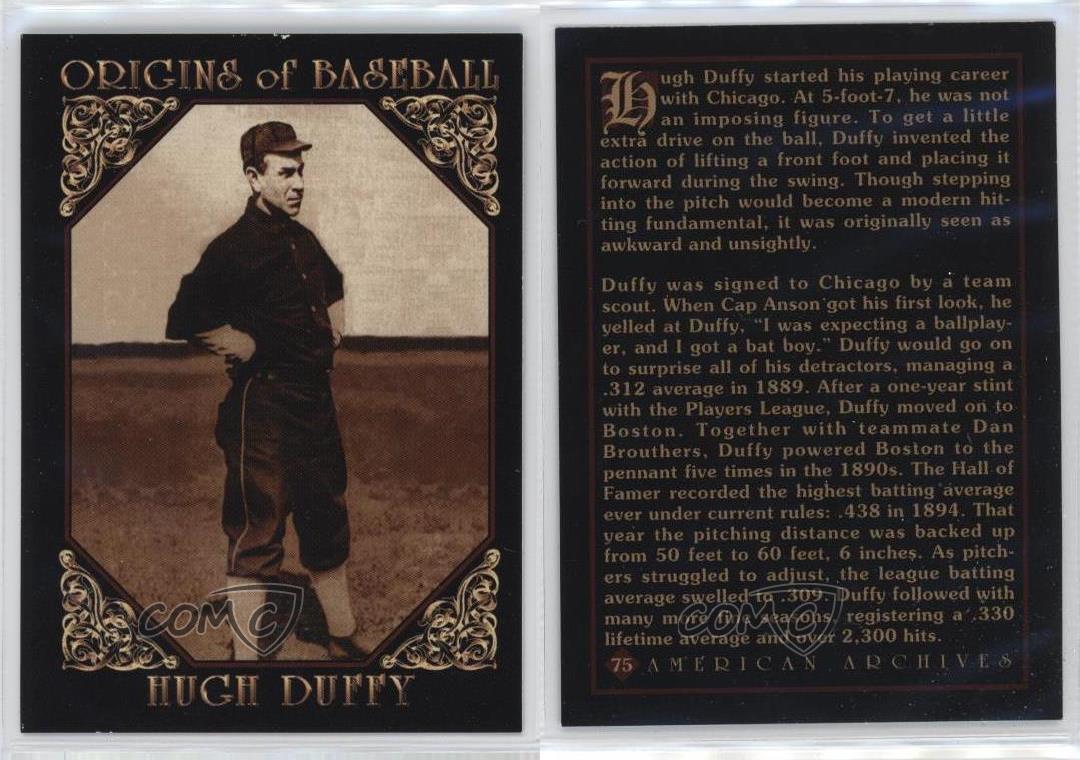 ORIGINS of BASEBALL
HUGH DUFFY
COMC
Hugh Duffy started his playing career
with Chicago. At 5-foot-7, he was not
an imposing figure. To get a little
extra drive on the ball, Duffy invented the
action of lifting a front foot and placing it
forward during the swing. Though stepping
into the pitch would become a modern hit-
ting fundamental, it was originally seen as
awkward and unsightly.
Duffy was signed to Chicago by a team
scout. When Cap Anson got his first look, he
yelled at Duffy, “I was expecting a ballplay-
er, and I got a bat boy.” Duffy would go on
to surprise all of his detractors, managing a
.312 average in 1889. After a one-year stint
with the Players League, Duffy moved on to
Boston. Together with teammate Dan
Brouthers, Duffy powered Boston to the
pennant five times in the 1890s. The Hall of
Famer recorded the highest batting average
ever under current rules: .438 in 1894. That
year the pitching distance was backed up
from 50 feet to 60 feet, 6 inches. As pitch-
ers struggled to adjust, the league batting
average swelled to .309. Duffy followed with
many more fine seasons, registering a .330
lifetime average and over 2,300 hits.
75 AMERICAN ARCHIVES
COMC